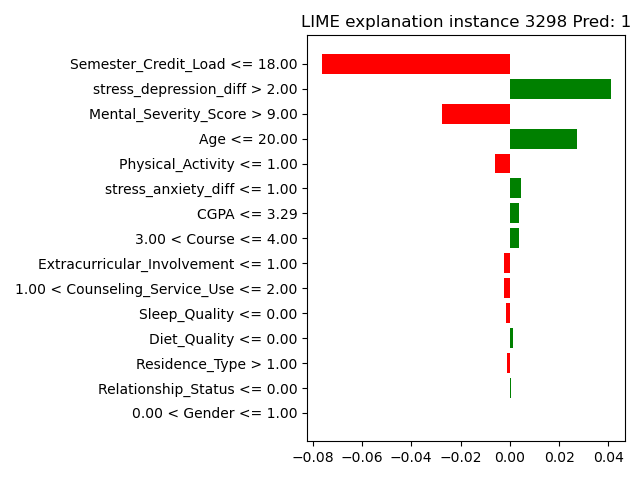 LIME explanation instance 3298 Pred: 1
Semester_Credit_Load <= 18.00
stress_depression_diff > 2.00
Mental_Severity_Score > 9.00
Age <= 20.00
Physical_Activity <= 1.00
stress_anxiety_diff <= 1.00
CGPA <= 3.29
3.00 < Course <= 4.00
Extracurricular_Involvement <= 1.00
1.00 < Counseling_Service_Use <= 2.00
Sleep_Quality <= 0.00
Diet_Quality <= 0.00
Residence_Type > 1.00
Relationship_Status <= 0.00
0.00 < Gender <= 1.00
−0.08 −0.06 −0.04 −0.02 0.00 0.02 0.04